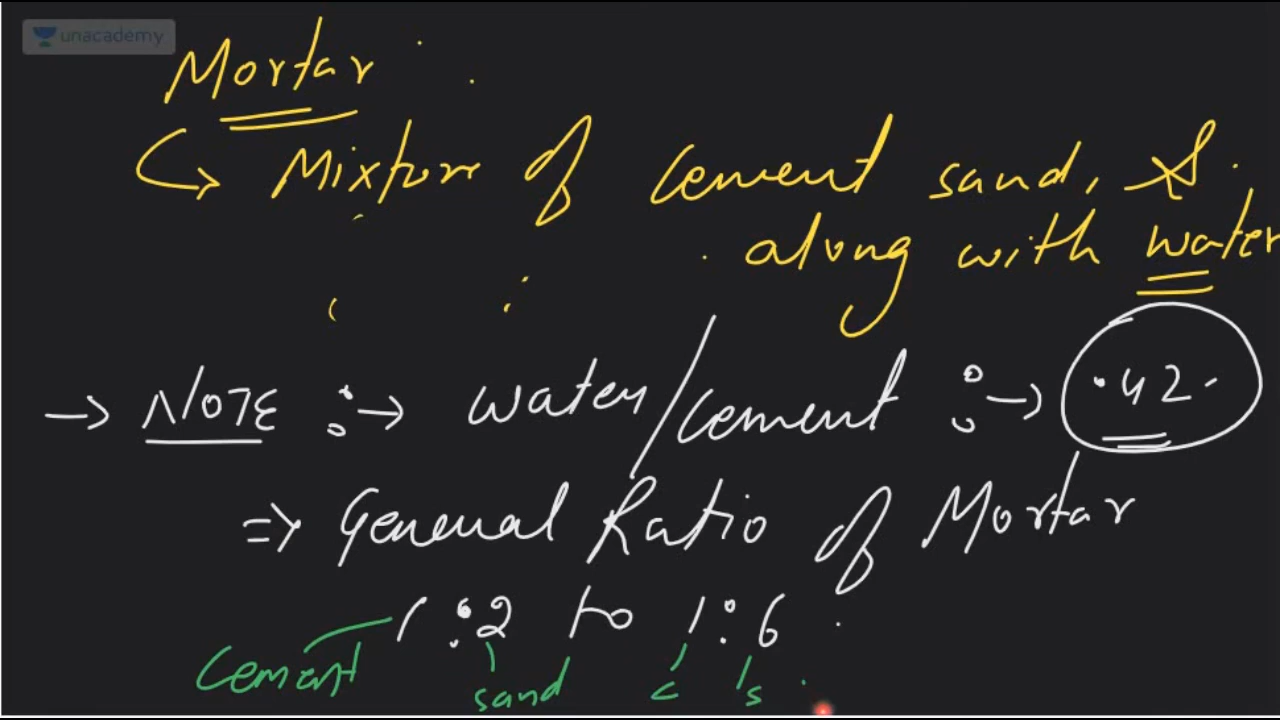 unacademy
Mortar
↳ Mixture of cement sand,
along with water
→ NOTE :→ water/cement :→ .42
⇒ General Ratio of Mortar
1:2 to 1:6
Cement sand c s